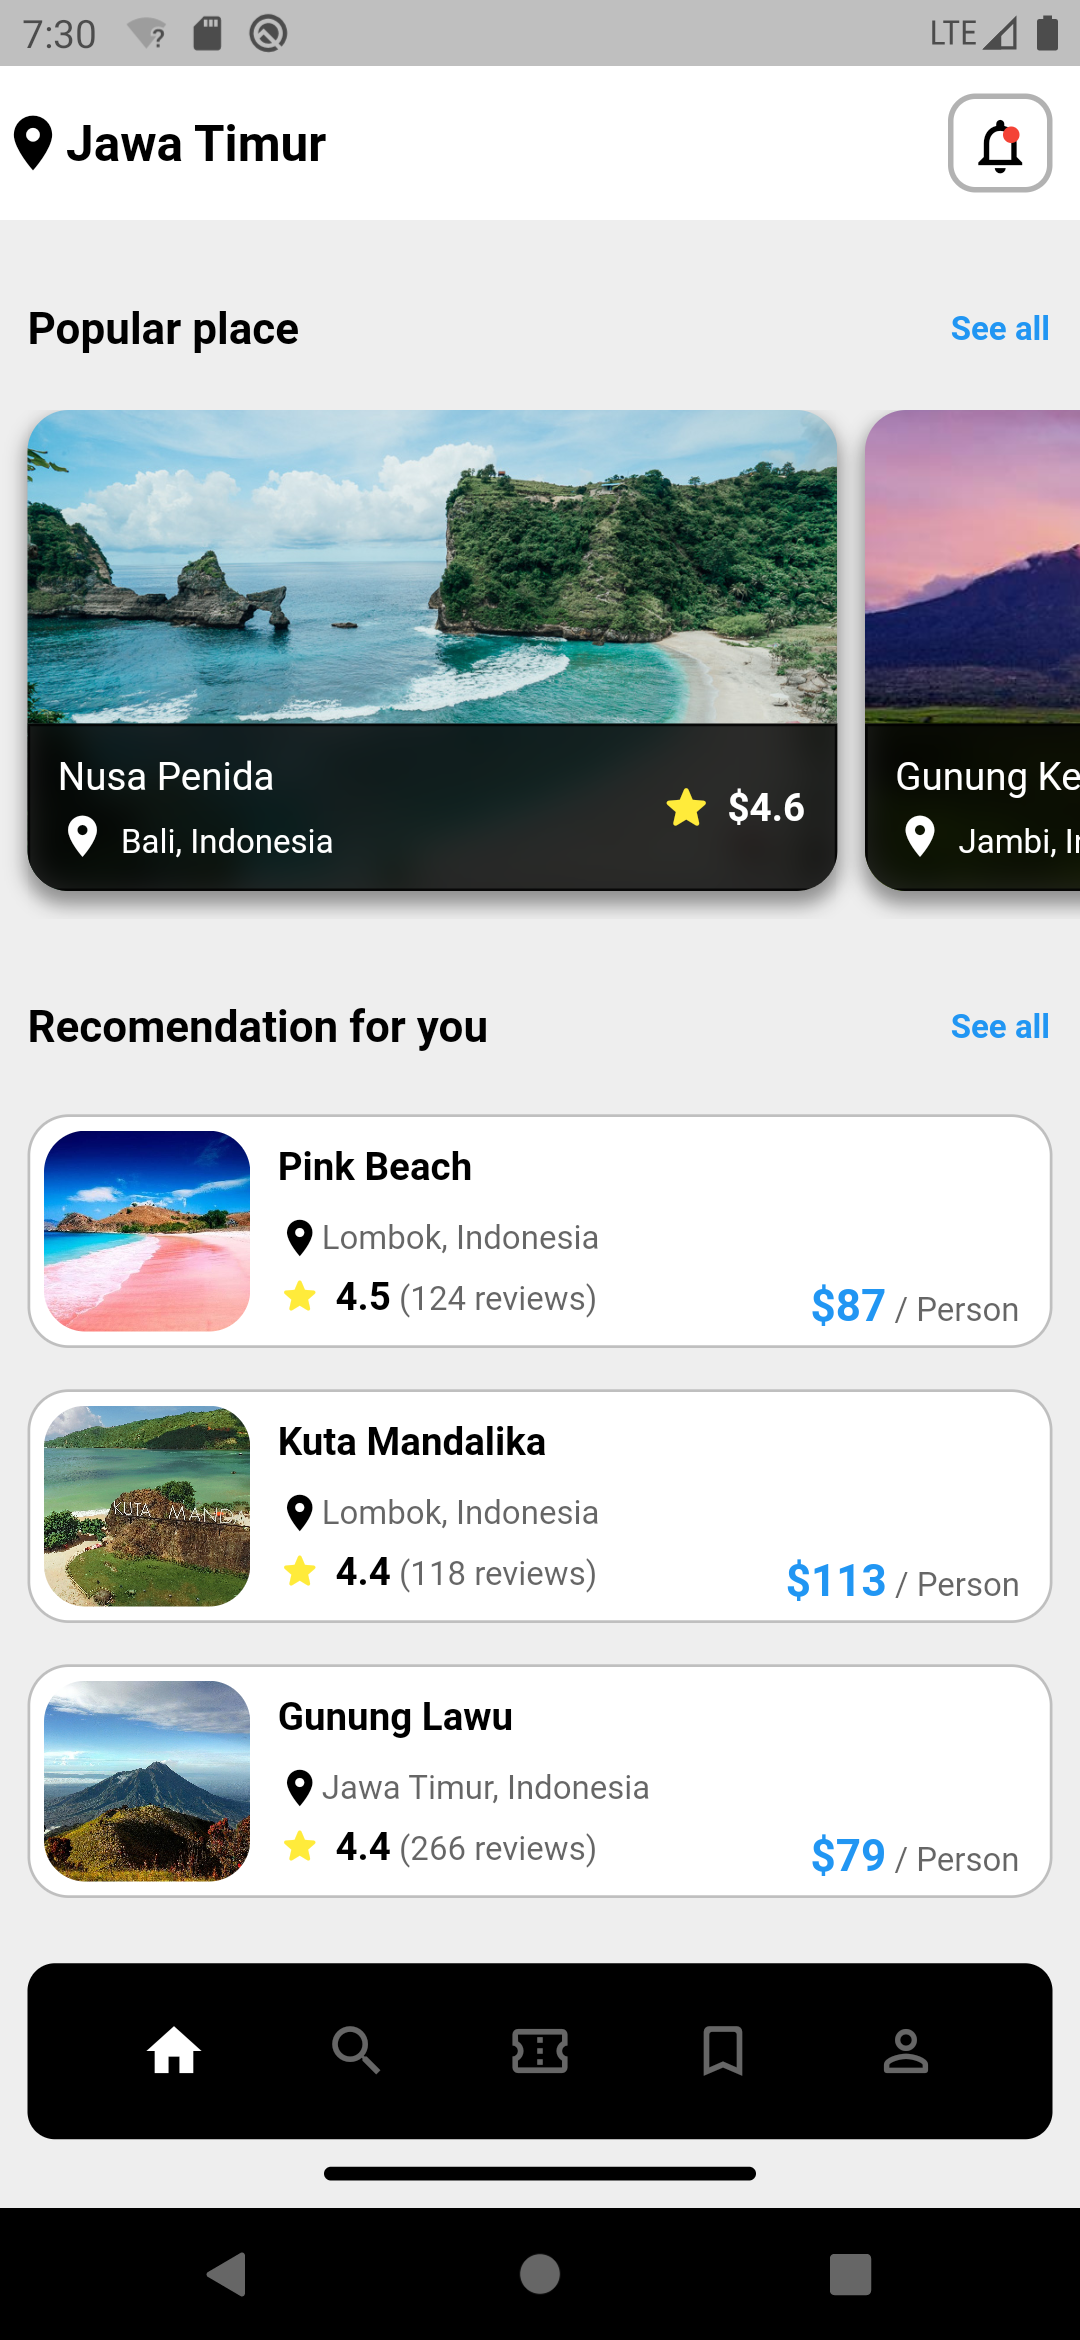 7:30
LTE
Jawa Timur
Popular place
See all
Nusa Penida
Bali, Indonesia
$4.6
Gunung Ke
Jambi, I
Recomendation for you
See all
Pink Beach
Lombok, Indonesia
4.5 (124 reviews)
$87 / Person
Kuta Mandalika
KUTA MAND
Lombok, Indonesia
4.4 (118 reviews)
$113 / Person
Gunung Lawu
Jawa Timur, Indonesia
4.4 (266 reviews)
$79 / Person